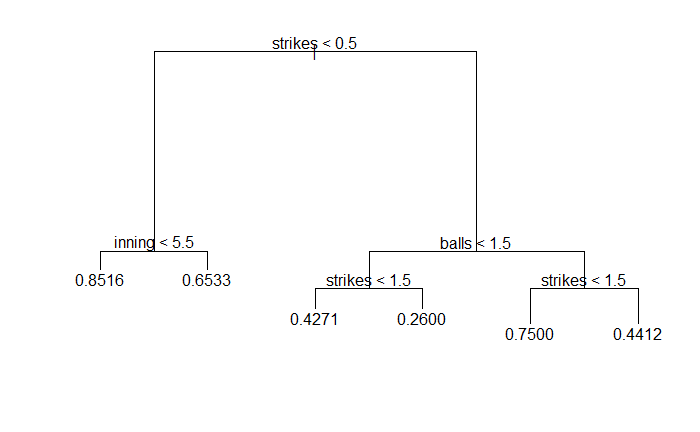 strikes < 0.5
inning < 5.5
balls < 1.5
0.8516
0.6533
strikes < 1.5
strikes < 1.5
0.4271
0.2600
0.7500
0.4412